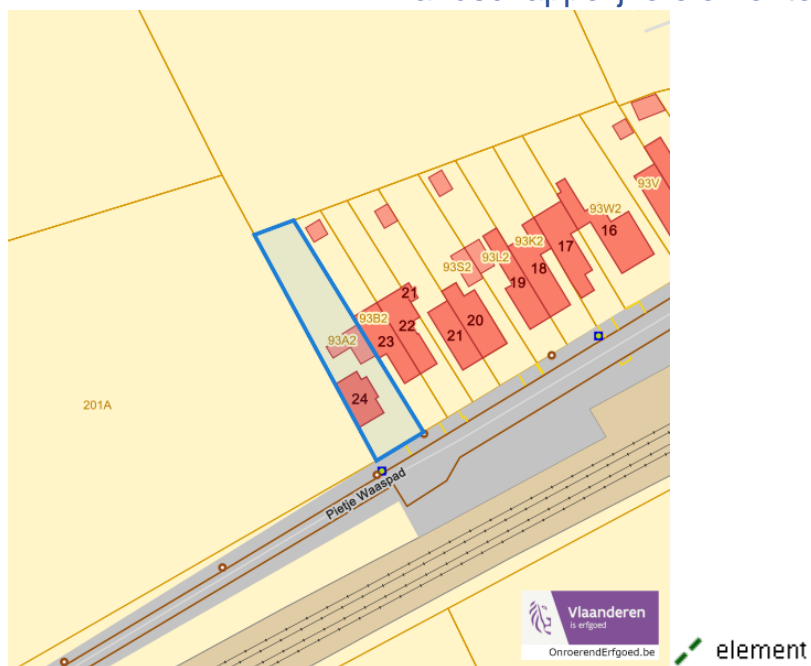 93V
93W2
16
17
93K2
18
93L2
93S2
19
21
20
21
93B2
22
93A2
23
24
201A
Pietje Waaspad
Vlaanderen
is erfgoed
OnroerendErfgoed.be
element